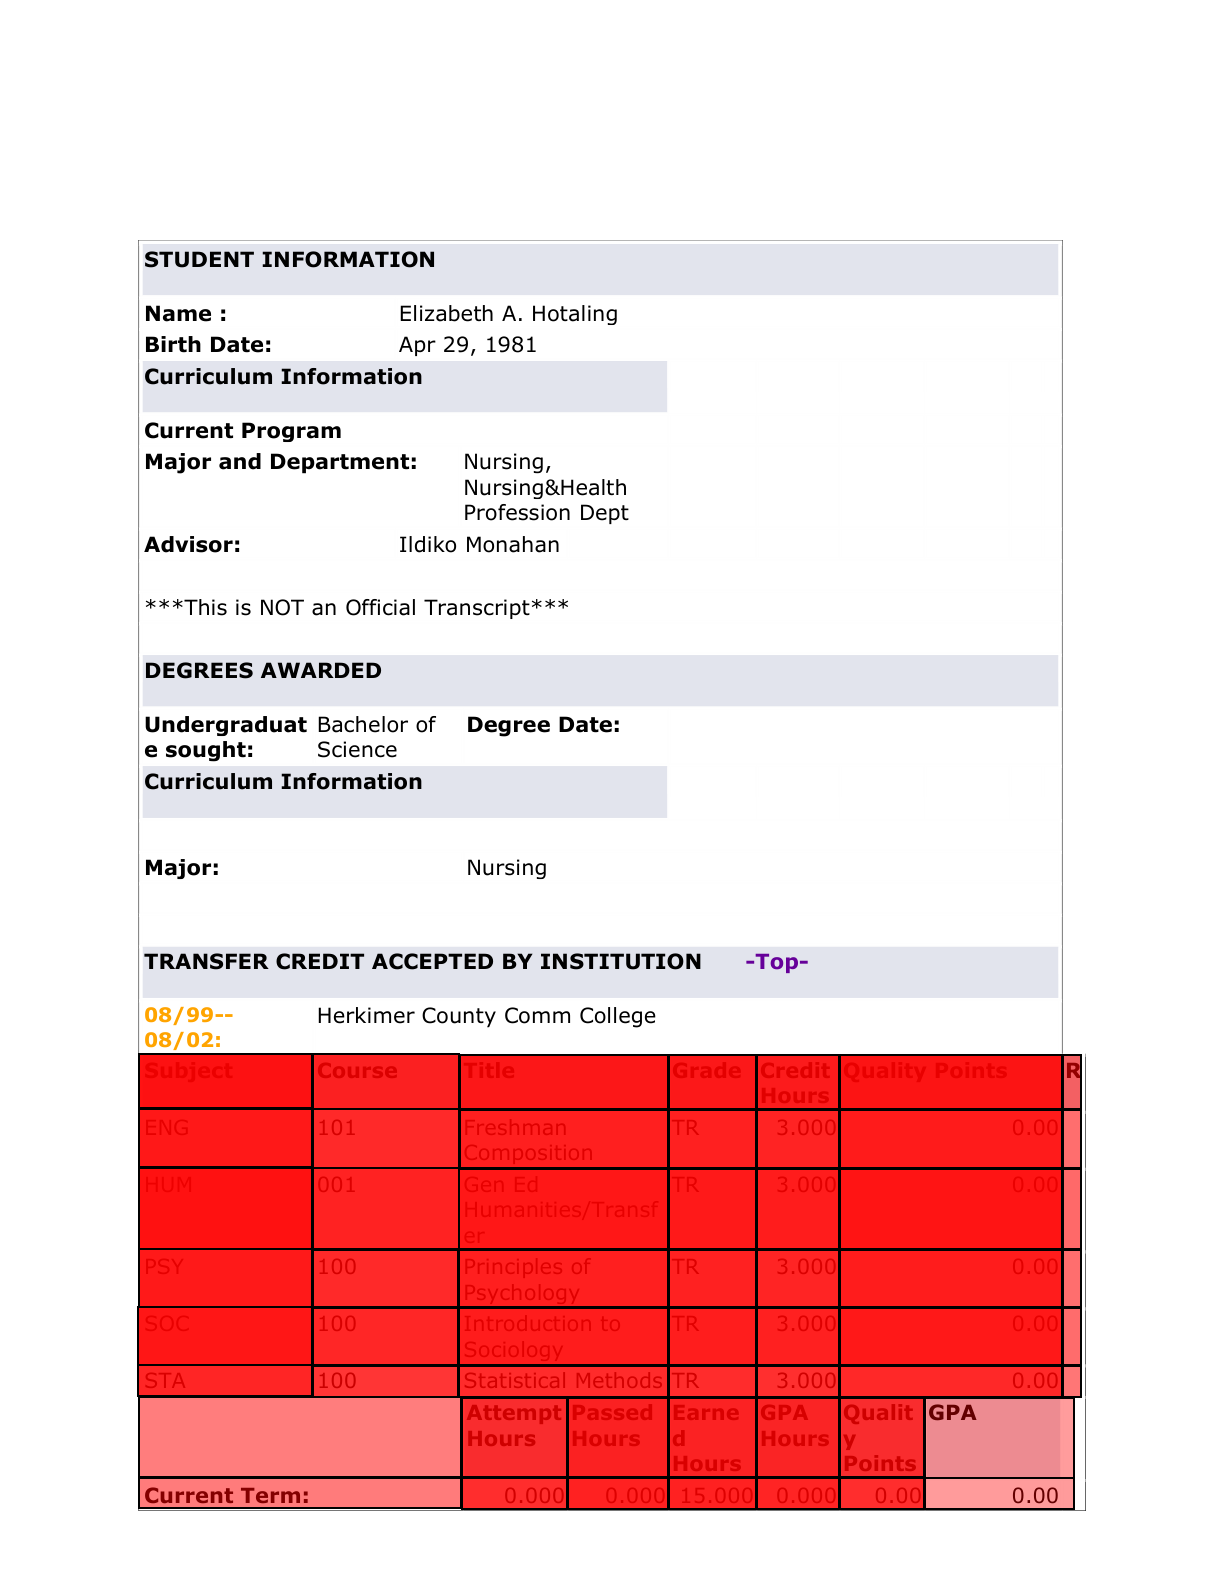 STUDENT INFORMATION
Name : Elizabeth A. Hotaling
Birth Date: Apr 29, 1981
Curriculum Information
Current Program
Major and Department: Nursing,
Nursing&Health
Profession Dept
Advisor: Ildiko Monahan
***This is NOT an Official Transcript***
DEGREES AWARDED
Undergraduat Bachelor of Degree Date:
e sought: Science
Curriculum Information
Major: Nursing
TRANSFER CREDIT ACCEPTED BY INSTITUTION -Top-
08/99-- Herkimer County Comm College
08/02:
Subject Course Title Grade Credit Quality Points R
Hours
ENG 101 Freshman TR 3.000 0.00
Composition
HUM 001 Gen Ed TR 3.000 0.00
Humanities/Transf
er
PSY 100 Principles of TR 3.000 0.00
Psychology
SOC 100 Introduction to TR 3.000 0.00
Sociology
STA 100 Statistical Methods TR 3.000 0.00
Attempt Passed Earne GPA Qualit GPA
Hours Hours d Hours y
Hours Points
Current Term: 0.000 0.000 15.000 0.000 0.00 0.00